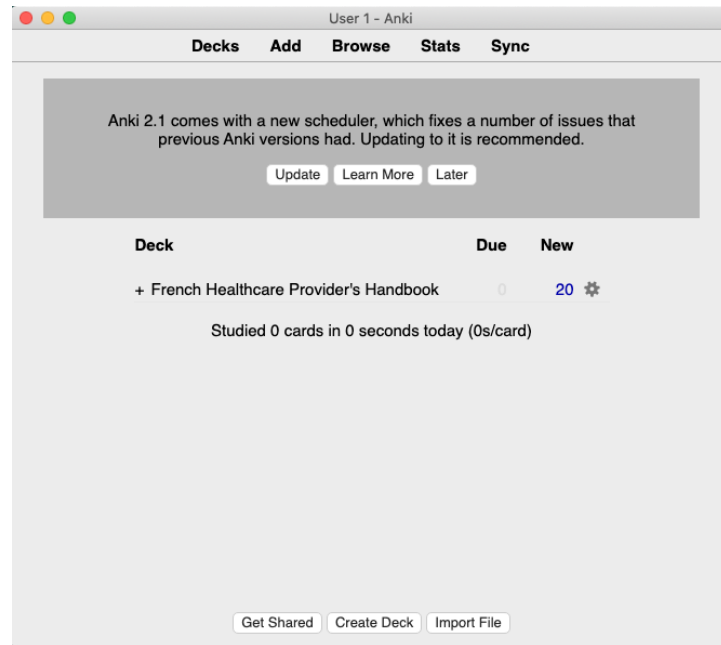 User 1 - Anki
Decks Add Browse Stats Sync
Anki 2.1 comes with a new scheduler, which fixes a number of issues that
previous Anki versions had. Updating to it is recommended.
Update Learn More Later
Deck Due New
+ French Healthcare Provider's Handbook 0 20
Studied 0 cards in 0 seconds today (0s/card)
Get Shared Create Deck Import File